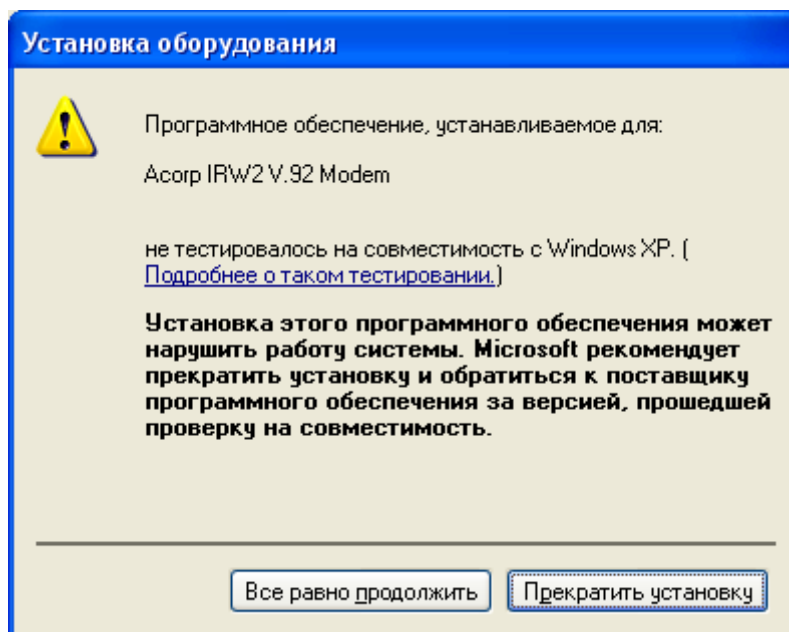 Установка оборудования
Программное обеспечение, устанавливаемое для:
Acorp IRW2 V.92 Modem
не тестировалось на совместимость с Windows XP. (
Подробнее о таком тестировании.)
Установка этого программного обеспечения может
нарушить работу системы. Microsoft рекомендует
прекратить установку и обратиться к поставщику
программного обеспечения за версией, прошедшей
проверку на совместимость.
Все равно продолжить
Прекратить установку